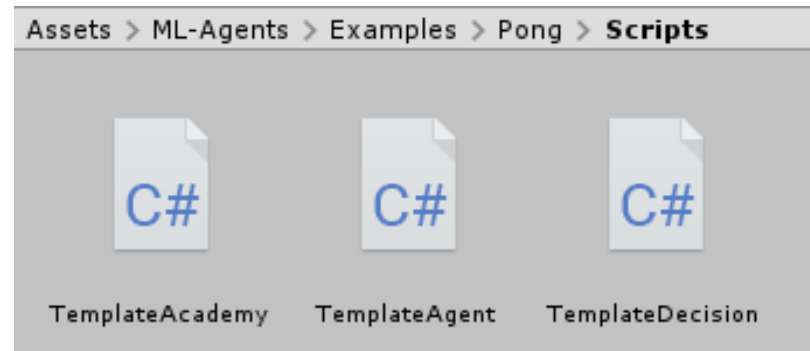 Assets > ML-Agents > Examples > Pong > Scripts
C# C# C#
TemplateAcademy TemplateAgent TemplateDecision